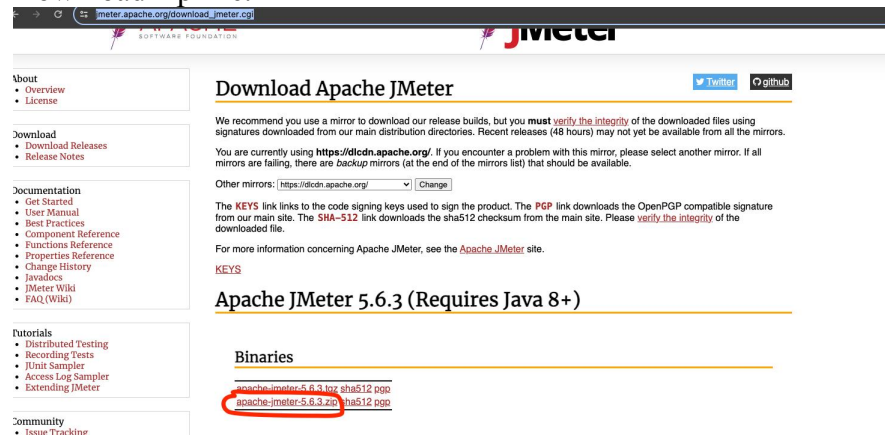 jmeter.apache.org/download_jmeter.cgi
SOFTWARE FOUNDATION
About
• Overview
• License
Download
• Download Releases
• Release Notes
Documentation
• Get Started
• User Manual
• Best Practices
• Component Reference
• Functions Reference
• Properties Reference
• Change History
• Javadocs
• JMeter Wiki
• FAQ (Wiki)
Tutorials
• Distributed Testing
• Recording Tests
• JUnit Sampler
• Access Log Sampler
• Extending JMeter
Community
• Issue Tracking
Twitter
github
Download Apache JMeter
We recommend you use a mirror to download our release builds, but you must verify the integrity of the downloaded files using
signatures downloaded from our main distribution directories. Recent releases (48 hours) may not yet be available from all the mirrors.
You are currently using https://dlcdn.apache.org/. If you encounter a problem with this mirror, please select another mirror. If all
mirrors are failing, there are backup mirrors (at the end of the mirrors list) that should be available.
Other mirrors: https://dlcdn.apache.org/ Change
The KEYS link links to the code signing keys used to sign the product. The PGP link downloads the OpenPGP compatible signature
from our main site. The SHA-512 link downloads the sha512 checksum from the main site. Please verify the integrity of the
downloaded file.
For more information concerning Apache JMeter, see the Apache JMeter site.
KEYS
Apache JMeter 5.6.3 (Requires Java 8+)
Binaries
apache-jmeter-5.6.3.tgz sha512 pgp
apache-jmeter-5.6.3.zip sha512 pgp